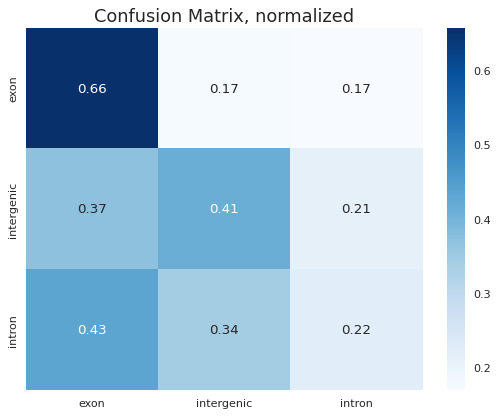 Confusion Matrix, normalized
exon
0.66 0.17 0.17
0.6
0.5
intergenic
0.37 0.41 0.21
0.4
0.3
intron
0.43 0.34 0.22
0.2
exon intergenic intron